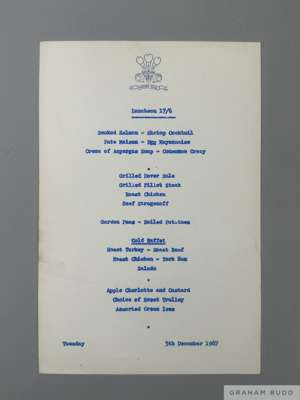 Luncheon 17/6
Smoked Salmon - Shrimp Cocktail
Pate Maison - Egg Mayonnaise
Creme of Asparagus Soup - Consomme Crecy
*
Grilled Dover Sole
Grilled Fillet Steak
Roast Chicken
Beef Stroganoff
Garden Peas - Boiled Potatoes
Cold Buffet
Roast Turkey - Roast Beef
Roast Chicken - York Ham
Salads
*
Apple Charlotte and Custard
Choice of Sweet Trolley
Assorted Cream Ices
*
Tuesday 5th December 1967
GRAHAM BUDD